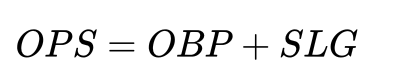 OPS = OBP + SLG